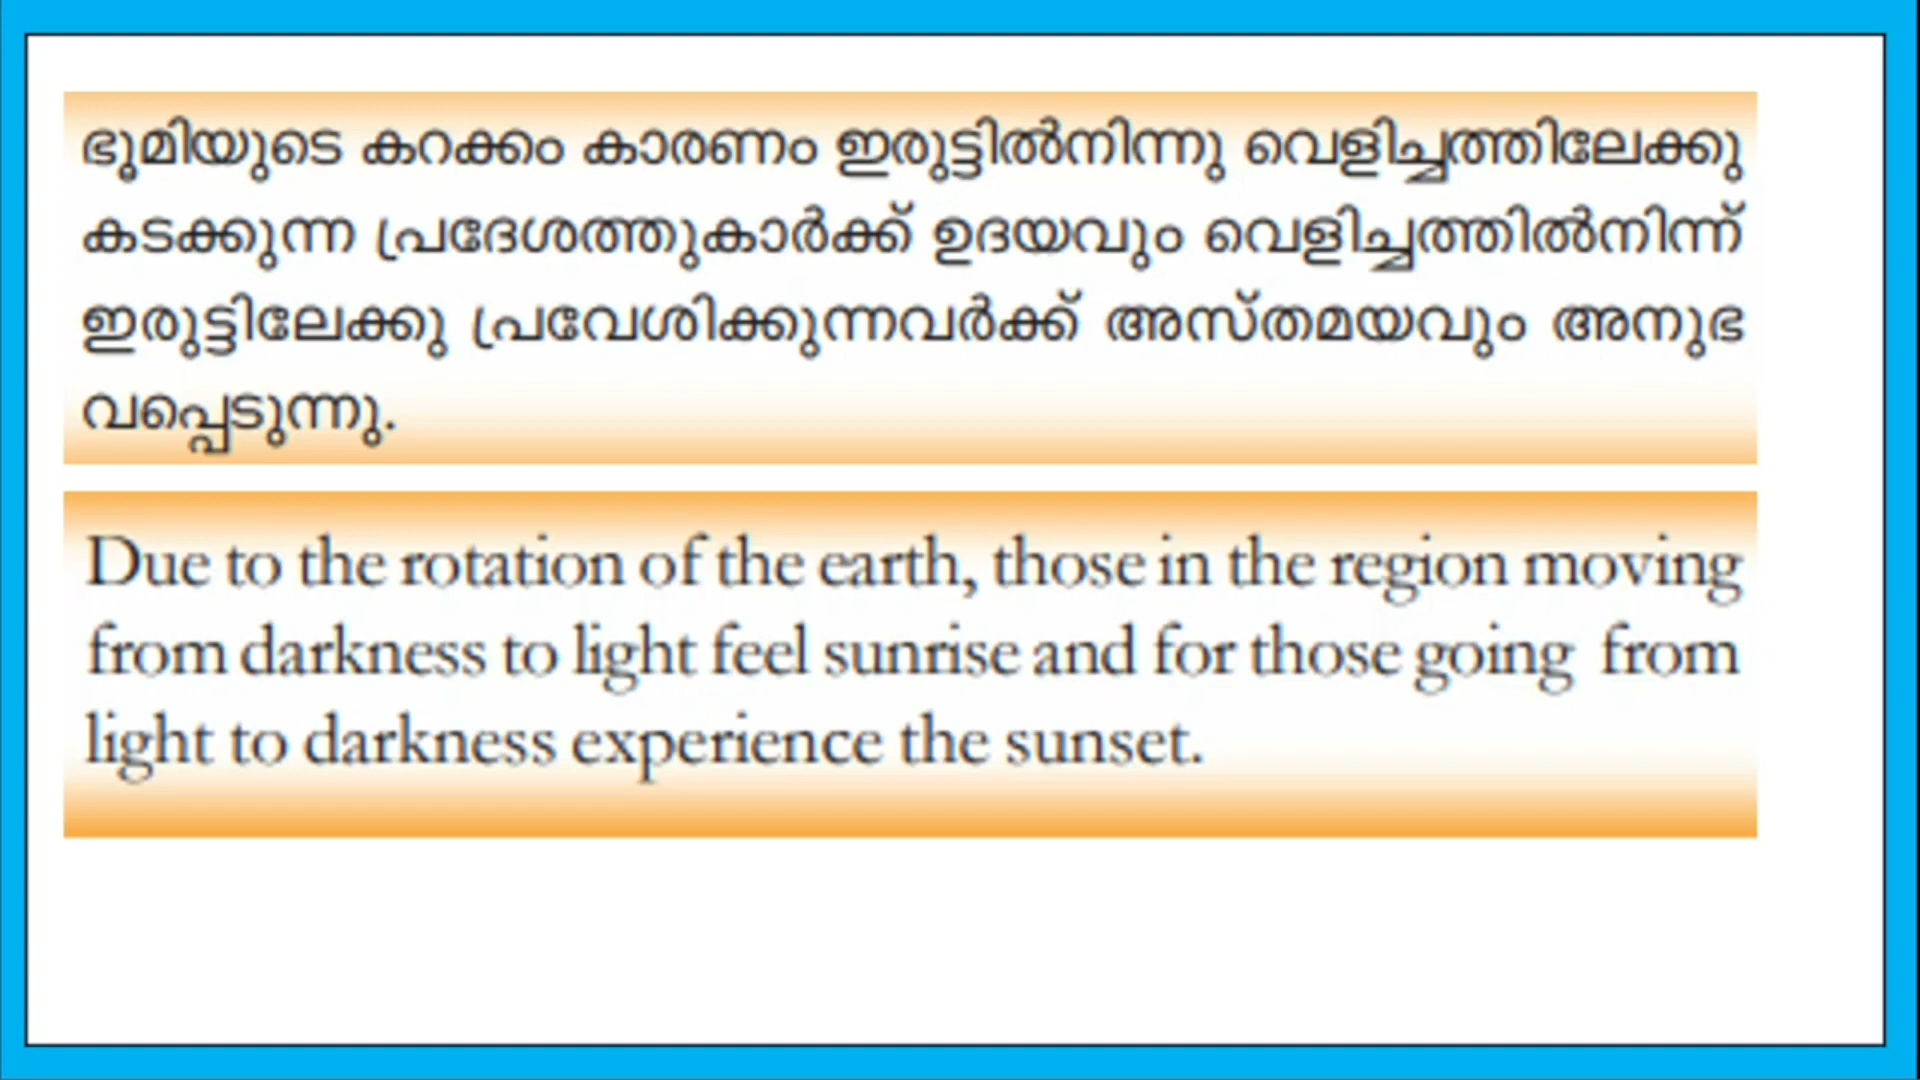 ഭൂമിയുടെ കറക്കം കാരണം ഇരുട്ടിൽനിന്നു വെളിച്ചത്തിലേക്കു
കടക്കുന്ന പ്രദേശത്തുകാർക്ക് ഉദയവും വെളിച്ചത്തിൽനിന്ന്
ഇരുട്ടിലേക്കു പ്രവേശിക്കുന്നവർക്ക് അസ്തമയവും അനുഭ
വപ്പെടുന്നു.
Due to the rotation of the earth, those in the region moving
from darkness to light feel sunrise and for those going from
light to darkness experience the sunset.